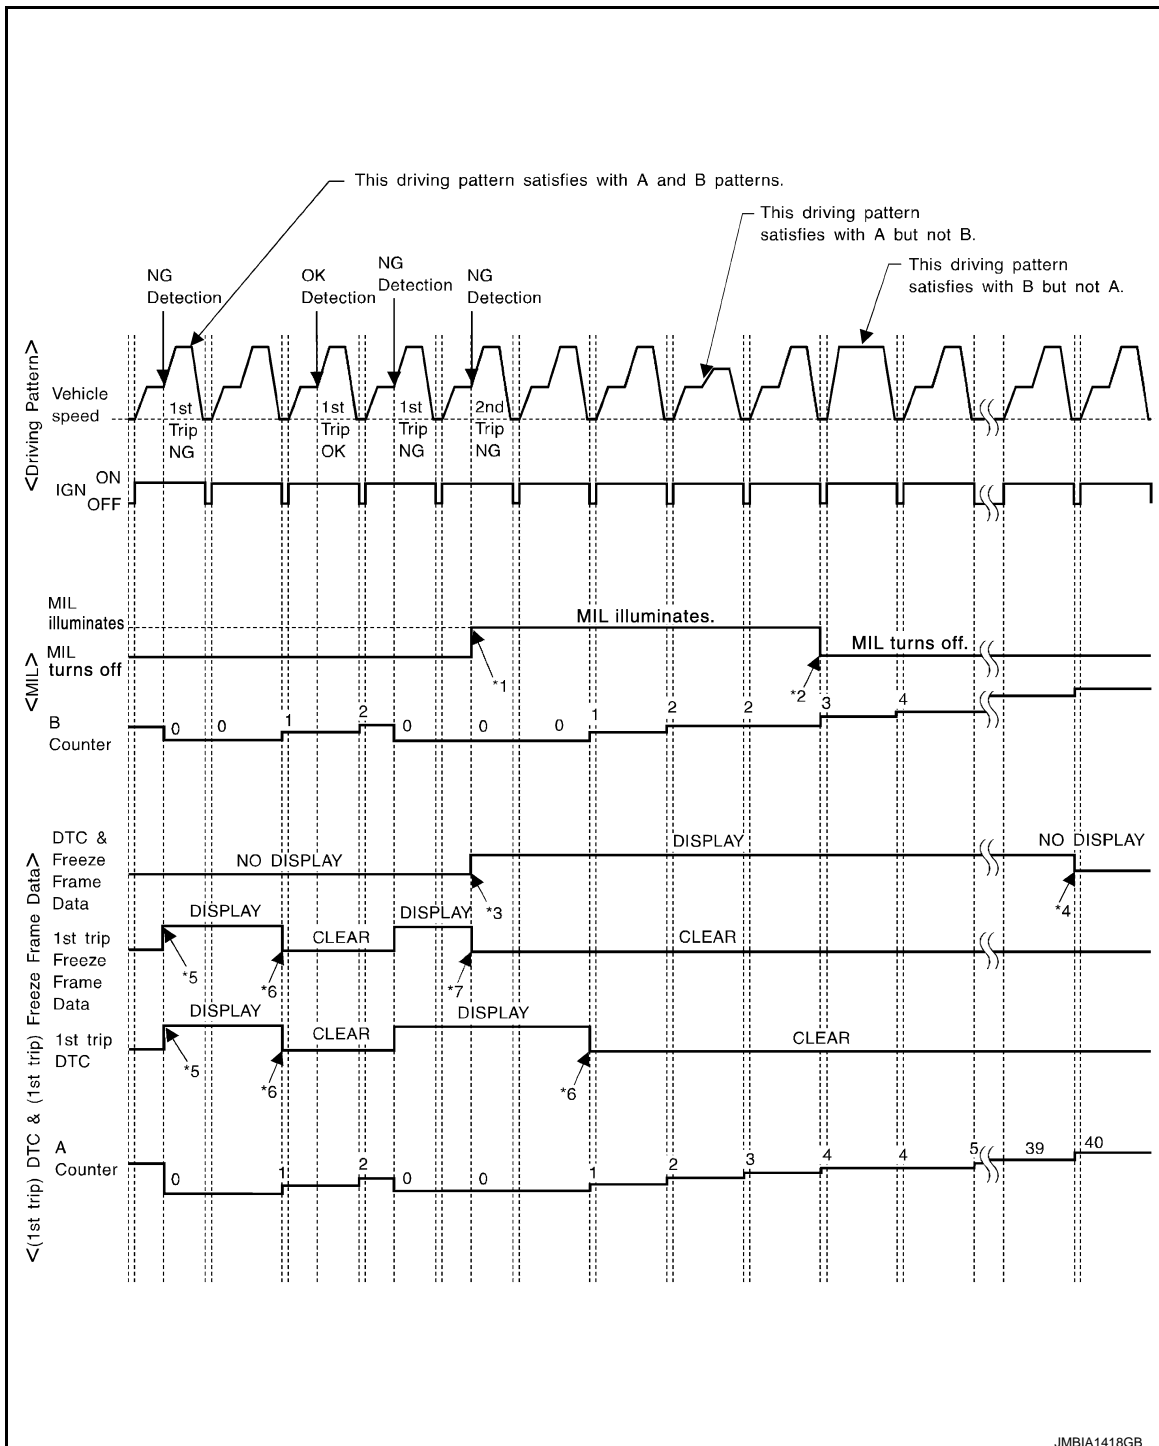 This driving pattern satisfies with A and B patterns.
This driving pattern
satisfies with A but not B.
This driving pattern
satisfies with B but not A.
NG
Detection
OK
Detection
NG
Detection
NG
Detection
<Driving Pattern>
Vehicle
speed
1st
Trip
NG
1st
Trip
OK
1st
Trip
NG
2nd
Trip
NG
IGN
ON
OFF
<MIL>
MIL
illuminates
MIL illuminates.
MIL
turns off
MIL turns off.
*1
*2
B
Counter
0 0 1 2 0 0 0 1 2 2 3 4
<(1st trip) DTC & (1st trip) Freeze Frame Data>
DTC &
Freeze
Frame
Data
NO DISPLAY
DISPLAY
NO DISPLAY
*3
*4
1st trip
Freeze
Frame
Data
DISPLAY
CLEAR
DISPLAY
CLEAR
*5
*6
*7
1st trip
DTC
DISPLAY
CLEAR
DISPLAY
CLEAR
*5
*6
*6
A
Counter
0 1 2 0 0 1 2 3 4 4 5 39 40
JMBIA1418GB